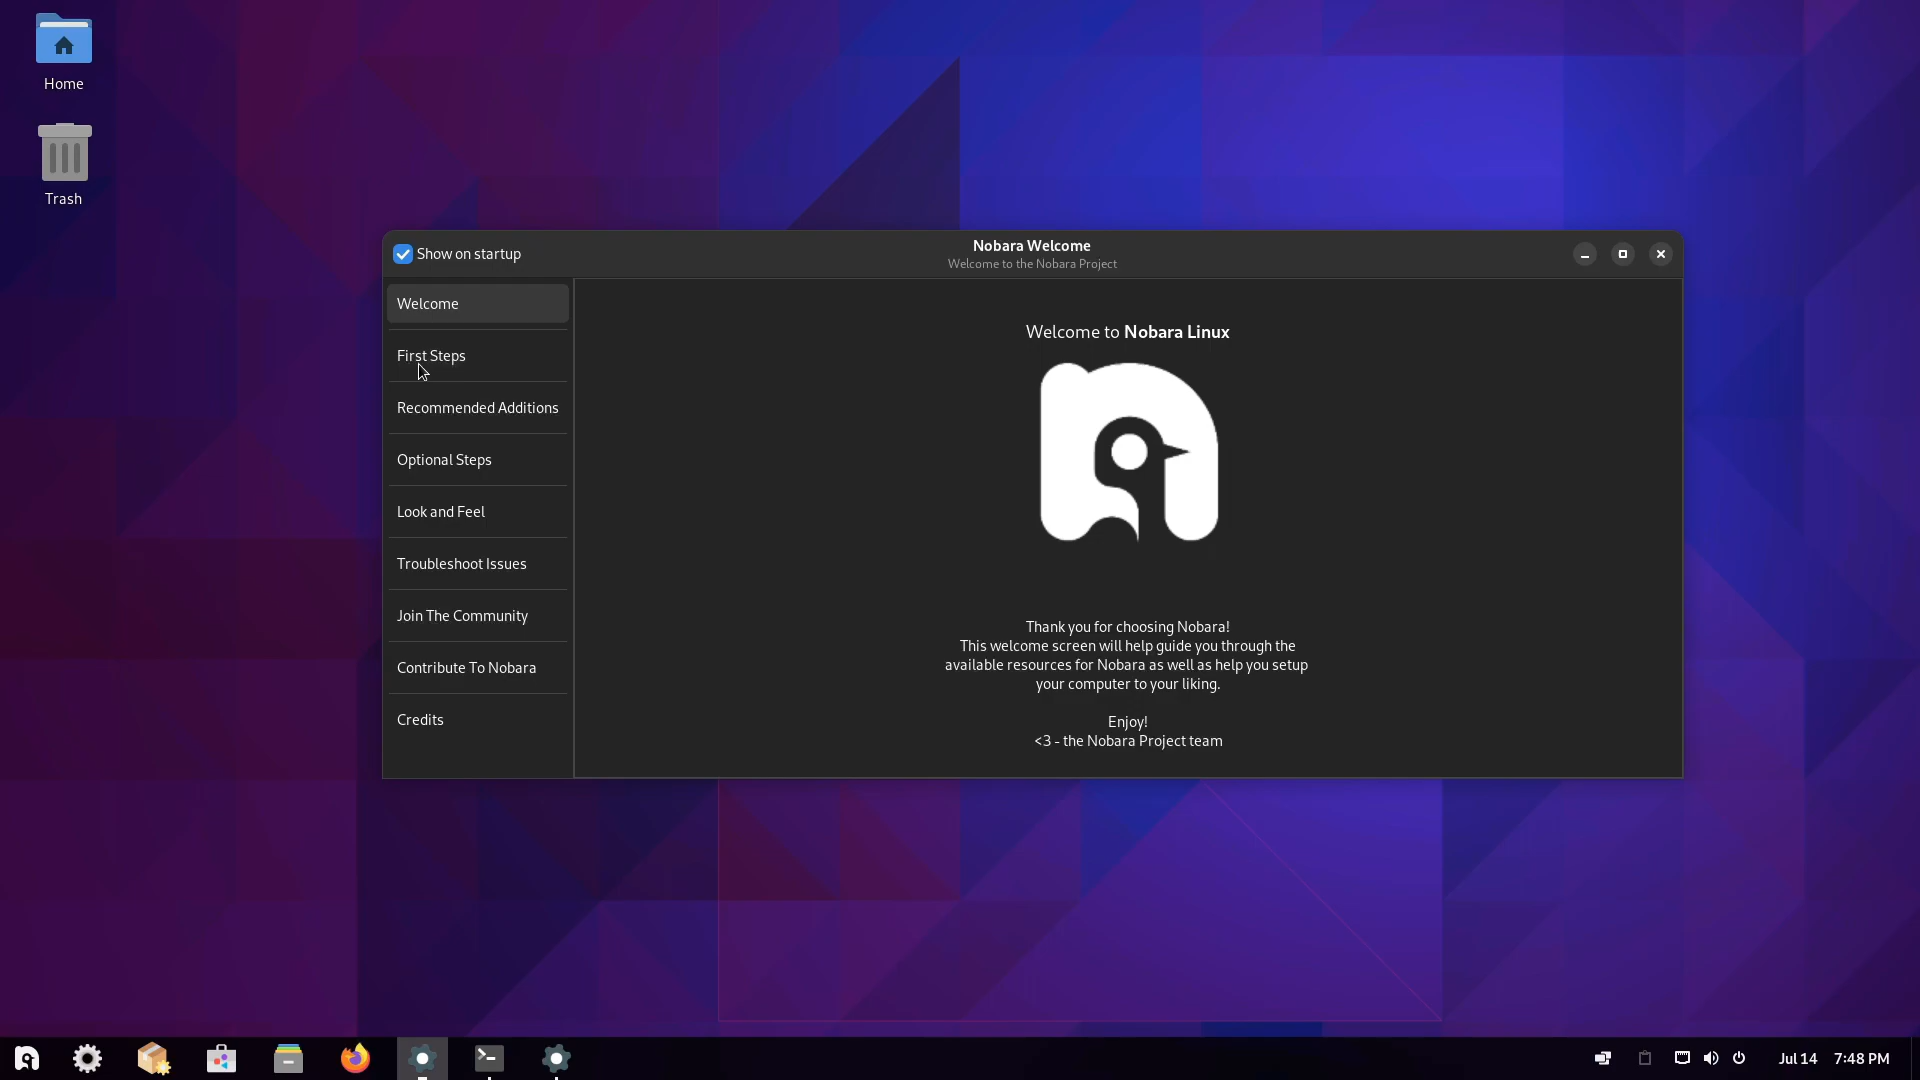 Home
Trash
Show on startup
Nobara Welcome
Welcome to the Nobara Project
Welcome
First Steps
Recommended Additions
Optional Steps
Look and Feel
Troubleshoot Issues
Join The Community
Contribute To Nobara
Credits
Welcome to Nobara Linux
Thank you for choosing Nobara!
This welcome screen will help guide you through the
available resources for Nobara as well as help you setup
your computer to your liking.
Enjoy!
<3 - the Nobara Project team
Jul 14 7:48 PM